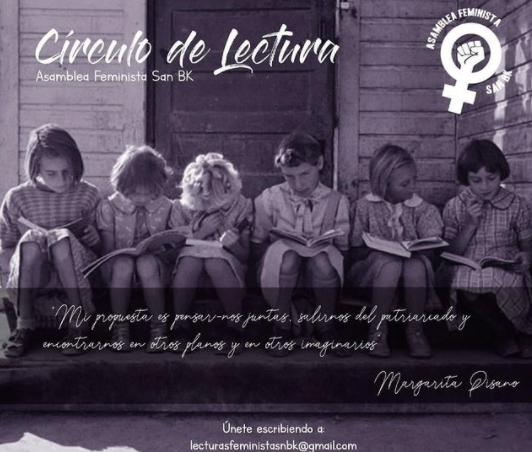 Círculo de Lectura
Asamblea Feminista San BK
ASAMBLEA FEMINISTA
SAN BK
"Mi propuesta es pensar-nos juntas, salirnos del patriarcado y
encontrarnos en otros planos y en otros imaginarios"
Margarita Pisano
Únete escribiendo a:
lecturasfeministasnbk@gmail.com